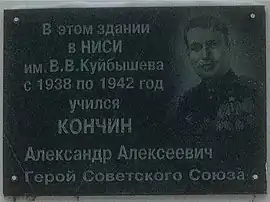 В этом здании
в НИСИ
им. В.В.Куйбышева
с 1938 по 1942 год
учился
КОНЧИН
Александр Алексеевич
Герой Советского Союза